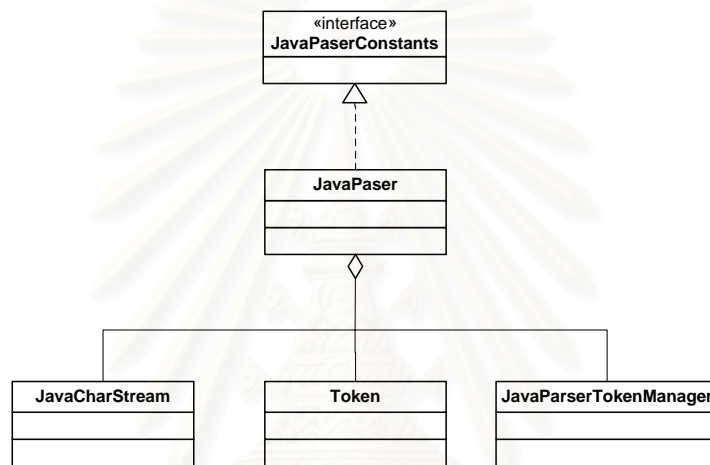 «interface»
JavaPaserConstants
JavaPaser
JavaCharStream
Token
JavaParserTokenManager